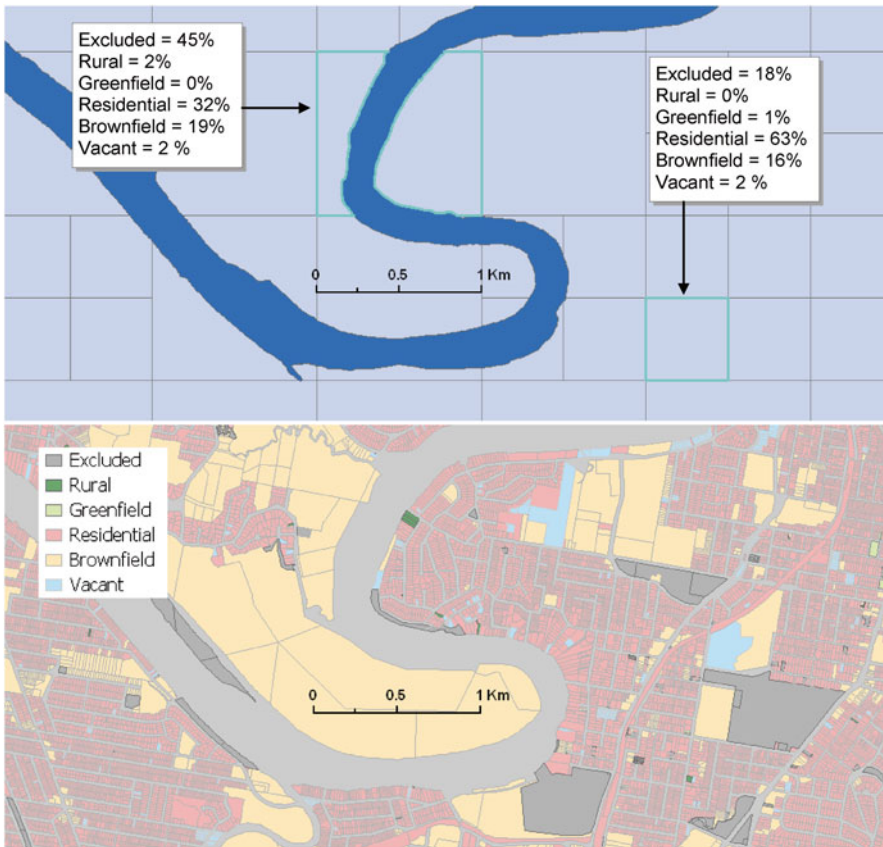 Excluded = 45%
Rural = 2%
Greenfield = 0%
Residential = 32%
Brownfield = 19%
Vacant = 2 %
Excluded = 18%
Rural = 0%
Greenfield = 1%
Residential = 63%
Brownfield = 16%
Vacant = 2 %
0 0.5 1 Km
Excluded
Rural
Greenfield
Residential
Brownfield
Vacant
0 0.5 1 Km